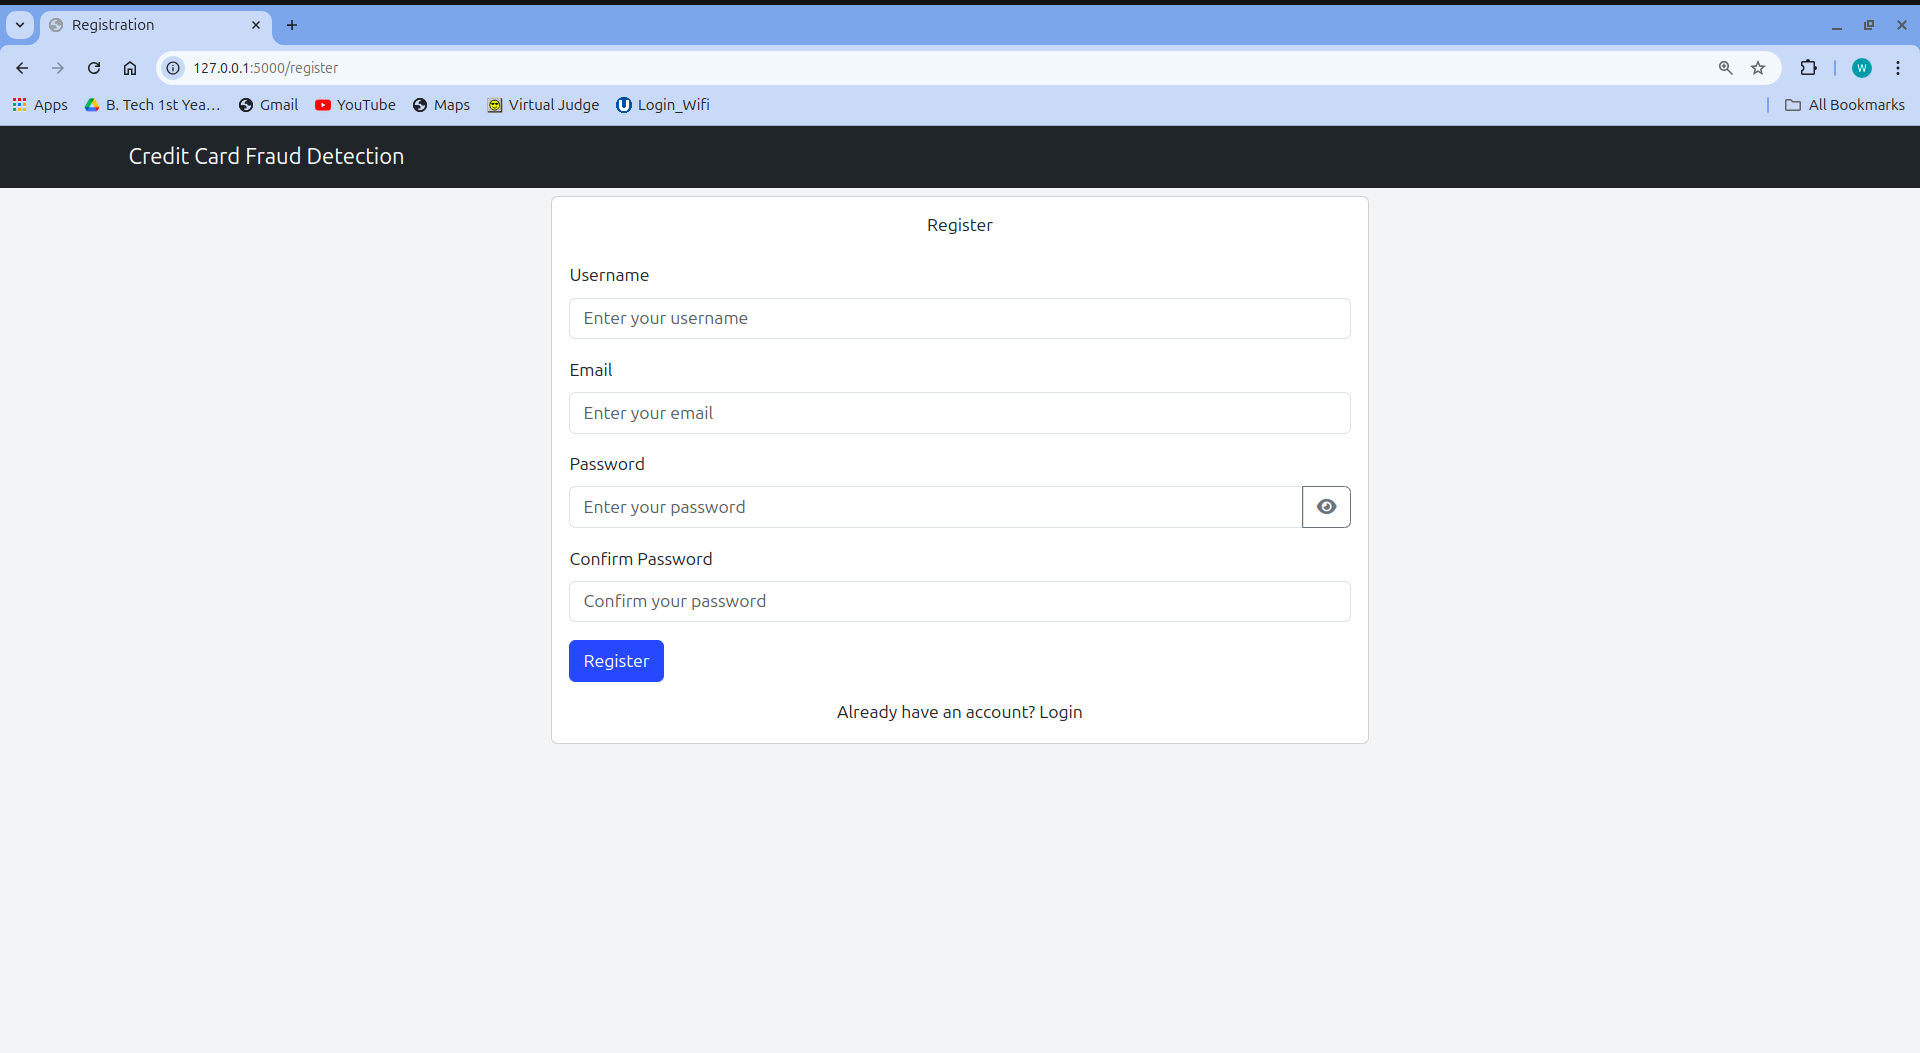 Registration
127.0.0.1:5000/register
W
Apps B. Tech 1st Yea... Gmail YouTube Maps Virtual Judge Login_Wifi All Bookmarks
Credit Card Fraud Detection
Register
Username
Enter your username
Email
Enter your email
Password
Enter your password
Confirm Password
Confirm your password
Register
Already have an account? Login